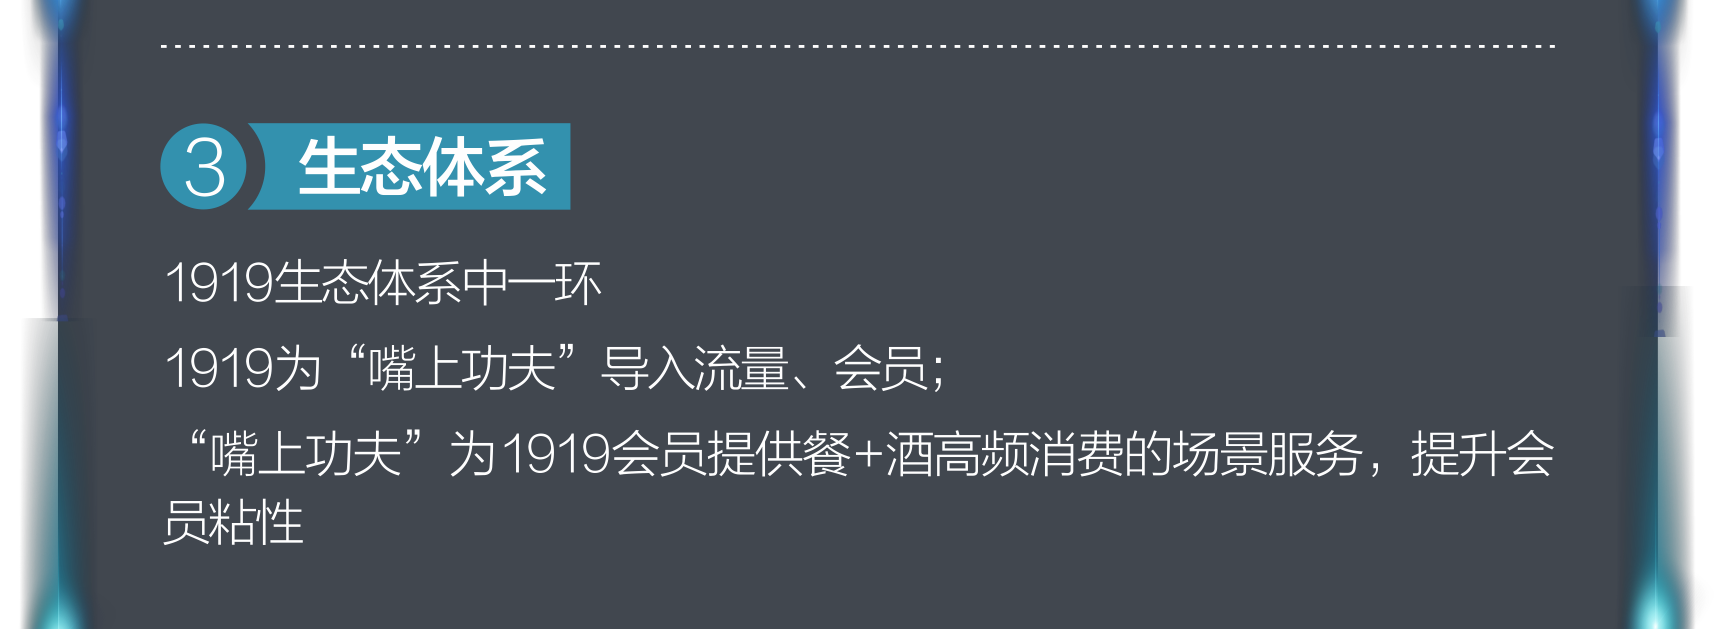 3 生态体系
1919生态体系中一环
1919为“嘴上功夫”导入流量、会员；
“嘴上功夫”为1919会员提供餐+酒高频消费的场景服务，提升会
员粘性